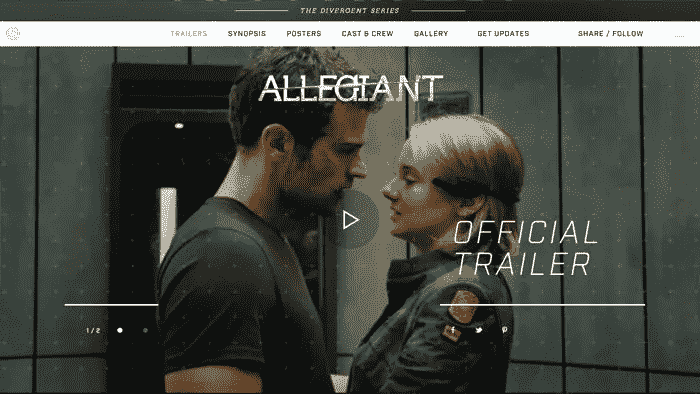 THE DIVERGENT SERIES
TRAILERS SYNOPSIS POSTERS CAST & CREW GALLERY GET UPDATES SHARE / FOLLOW
ALLEGIANT
OFFICIAL
TRAILER
1/2